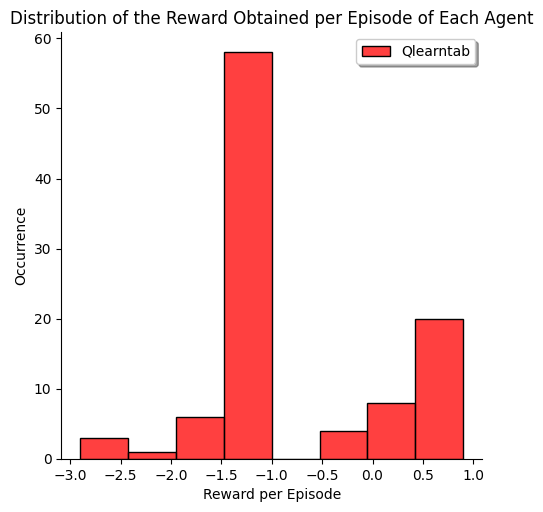 Distribution of the Reward Obtained per Episode of Each Agent
Qlearntab
60
50
40
30
20
10
0
Occurrence
−3.0 −2.5 −2.0 −1.5 −1.0 −0.5 0.0 0.5 1.0
Reward per Episode